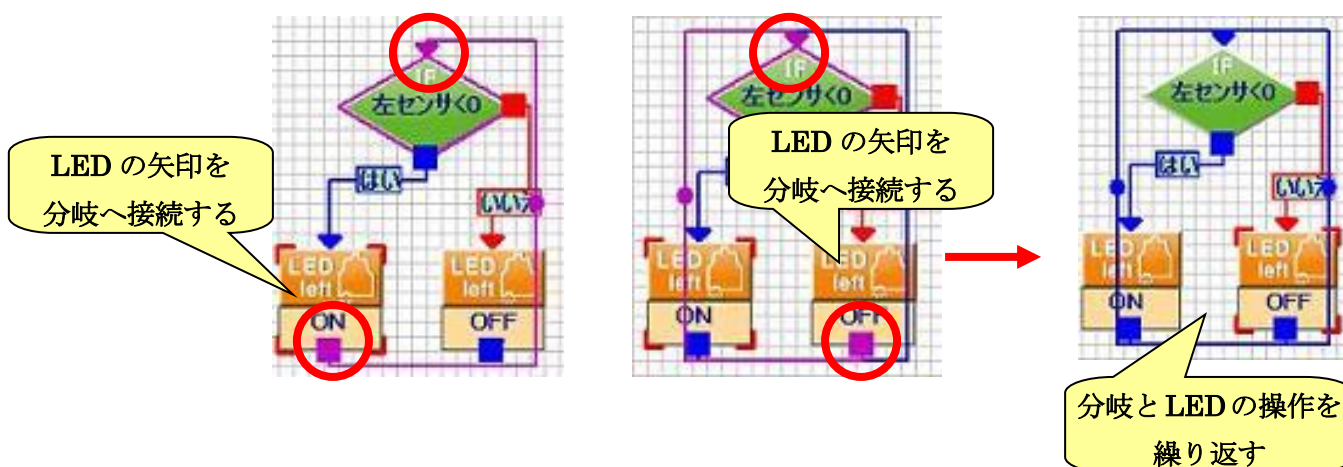 IF
左センサ<0
はい
いいえ
LED の矢印を
分岐へ接続する
LED
left
ON
LED
left
OFF
IF
左センサ<0
LED の矢印を
分岐へ接続する
LED
left
ON
LED
left
OFF
IF
左センサ<0
はい
いいえ
LED
left
ON
LED
left
OFF
分岐と LED の操作を
繰り返す